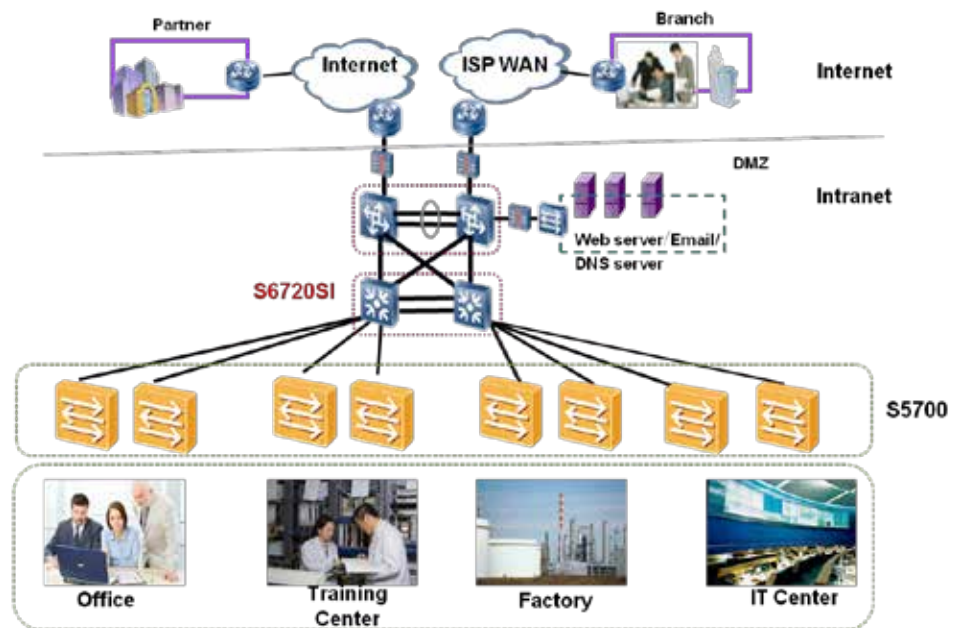 Partner
Branch
Internet
ISP WAN
Internet
DMZ
Intranet
Web server/Email/
DNS server
S6720SI
S5700
Office
Training
Center
Factory
IT Center